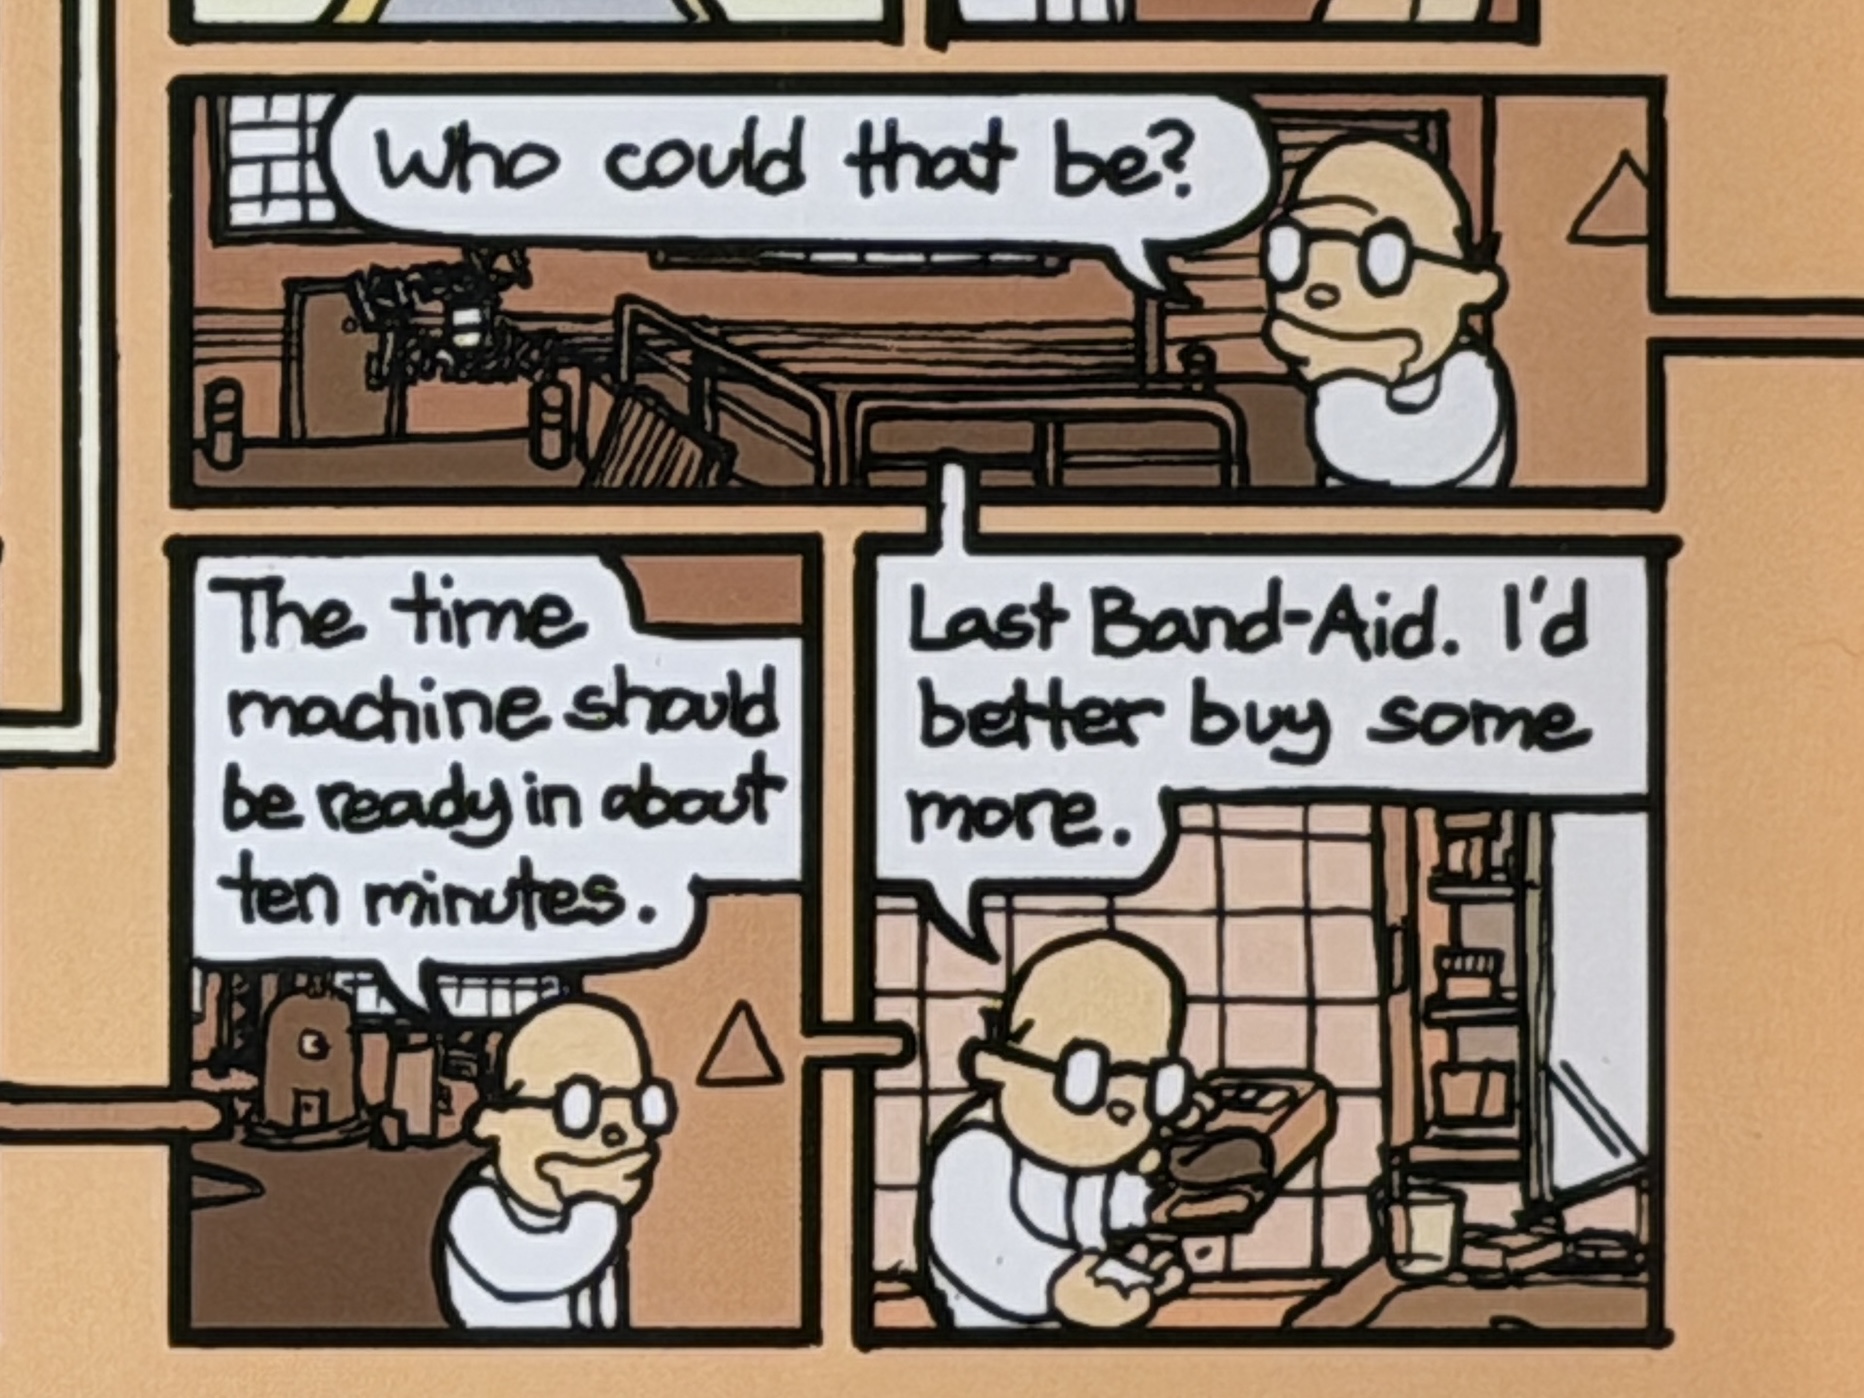 Who could that be?
The time
machine should
be ready in about
ten minutes.
Last Band-Aid. I'd
better buy some
more.